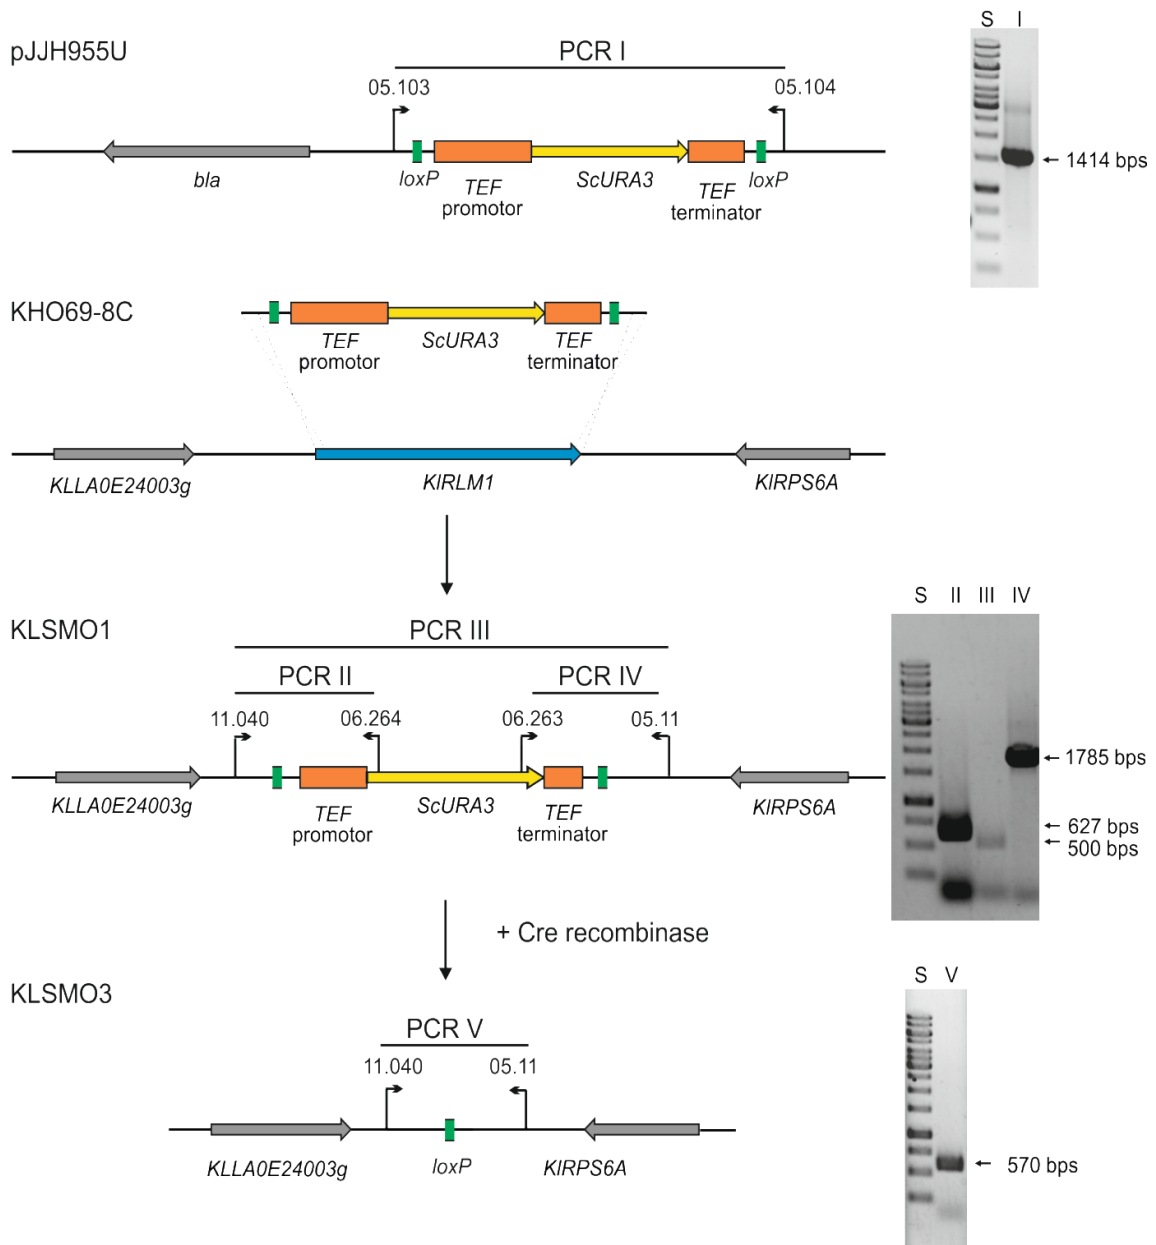 pJJH955U
PCR I
05.103
05.104
bla
loxP
TEF
promotor
ScURA3
TEF
terminator
loxP
S I
1414 bps
KHO69-8C
TEF
promotor
ScURA3
TEF
terminator
KLLA0E24003g
KlRLM1
KlRPS6A
KLSMO1
PCR III
PCR II
PCR IV
11.040
06.264
06.263
05.11
KLLA0E24003g
TEF
promotor
ScURA3
TEF
terminator
KlRPS6A
S II III IV
1785 bps
627 bps
500 bps
+ Cre recombinase
KLSMO3
PCR V
11.040
05.11
KLLA0E24003g
loxP
KlRPS6A
S V
570 bps